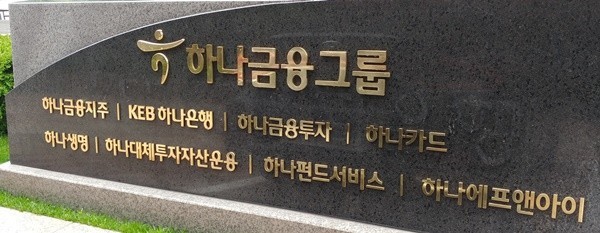 하나금융그룹
하나금융지주 | KEB 하나은행 | 하나금융투자 | 하나카드
하나생명 | 하나대체투자자산운용 | 하나펀드서비스 | 하나에프앤아이